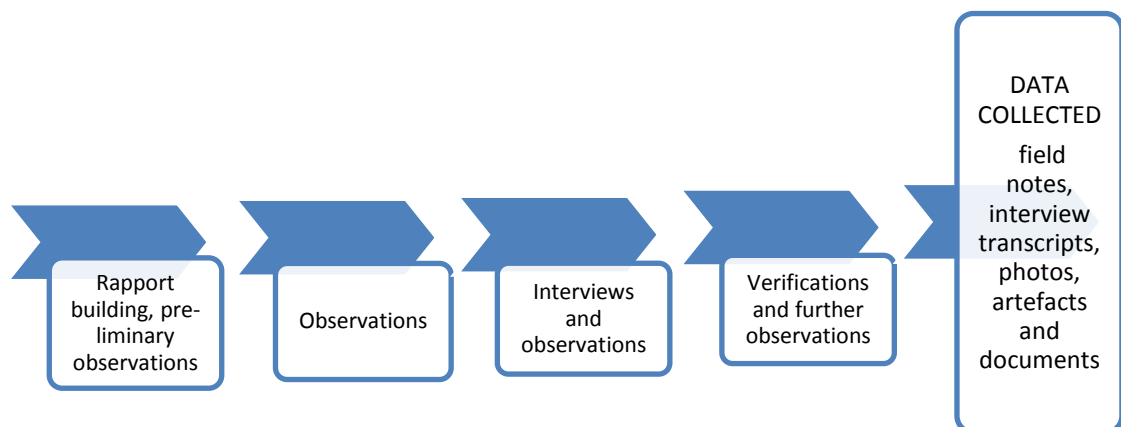 Rapport
building, pre-
liminary
observations
Observations
Interviews
and
observations
Verifications
and further
observations
DATA
COLLECTED
field
notes,
interview
transcripts,
photos,
artefacts
and
documents